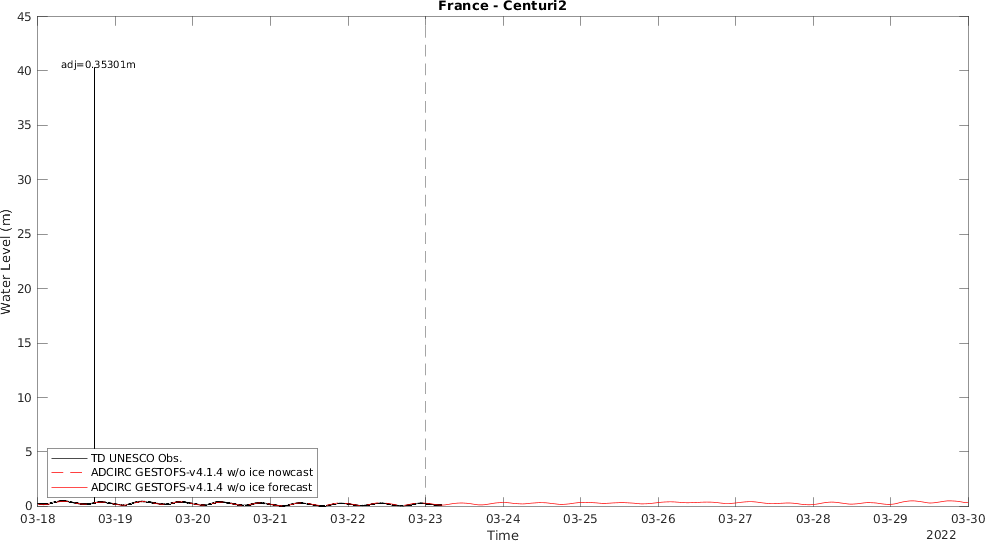 France - Centuri2
45
40
35
30
25
20
15
10
5
0
Water Level (m)
adj=0.35301m
TD UNESCO Obs.
ADCIRC GESTOFS-v4.1.4 w/o ice nowcast
ADCIRC GESTOFS-v4.1.4 w/o ice forecast
03-18 03-19 03-20 03-21 03-22 03-23 03-24 03-25 03-26 03-27 03-28 03-29 03-30
Time
2022